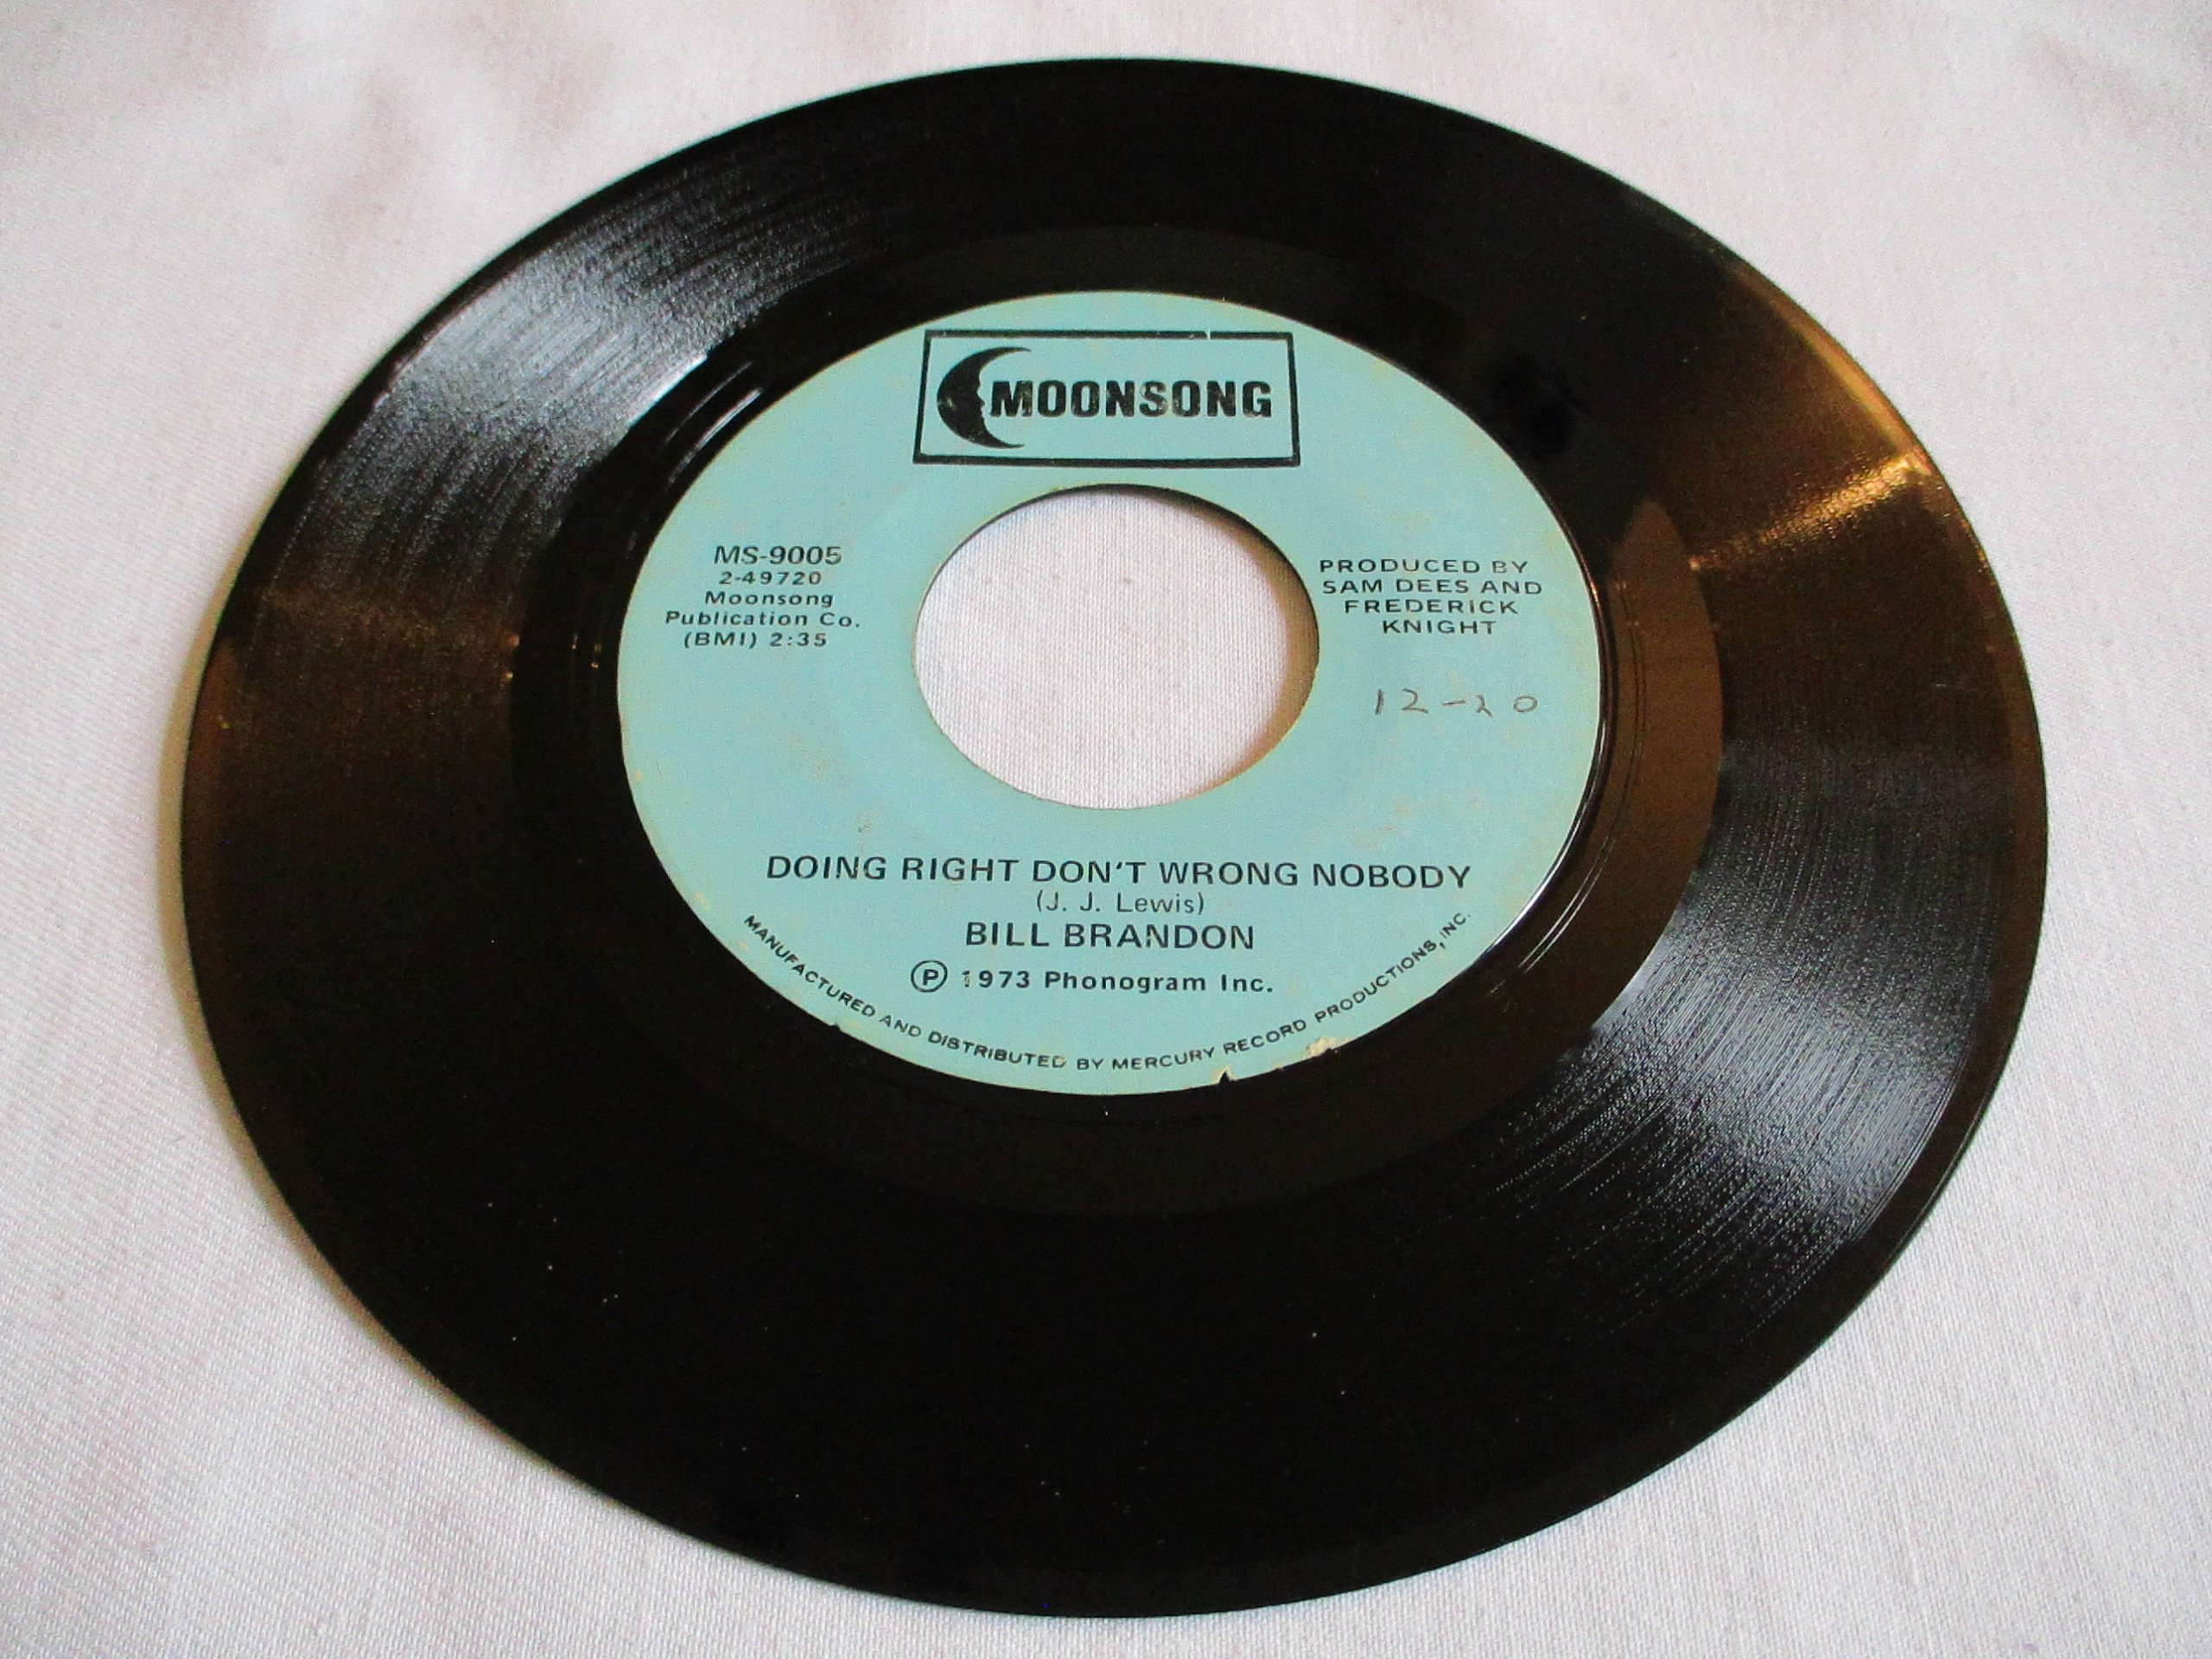 MOONSONG
MS-9005
2-49720
Moonsong
Publication Co.
(BMI) 2:35
PRODUCED BY
SAM DEES AND
FREDERICK
KNIGHT
12-20
DOING RIGHT DON'T WRONG NOBODY
(J. J. Lewis)
BILL BRANDON
Ⓟ 1973 Phonogram Inc.
MANUFACTURED AND DISTRIBUTED BY MERCURY RECORD PRODUCTIONS, INC.